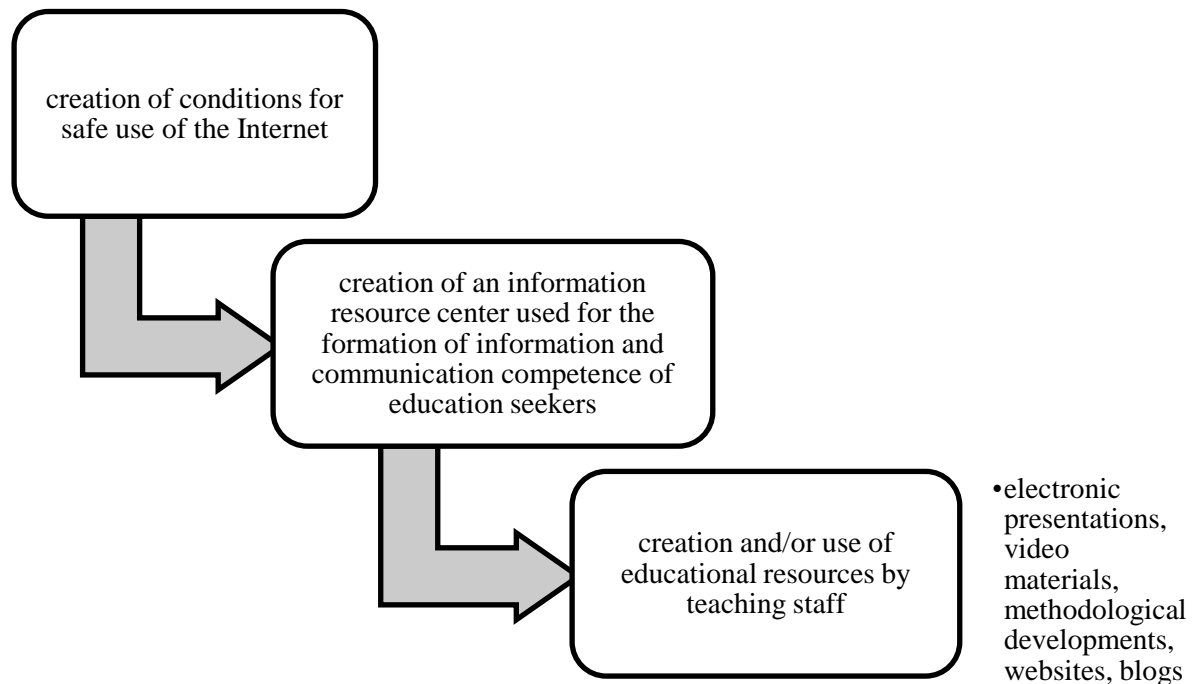 creation of conditions for
safe use of the Internet
creation of an information
resource center used for the
formation of information and
communication competence of
education seekers
creation and/or use of
educational resources by
teaching staff
•electronic
presentations,
video
materials,
methodological
developments,
websites, blogs